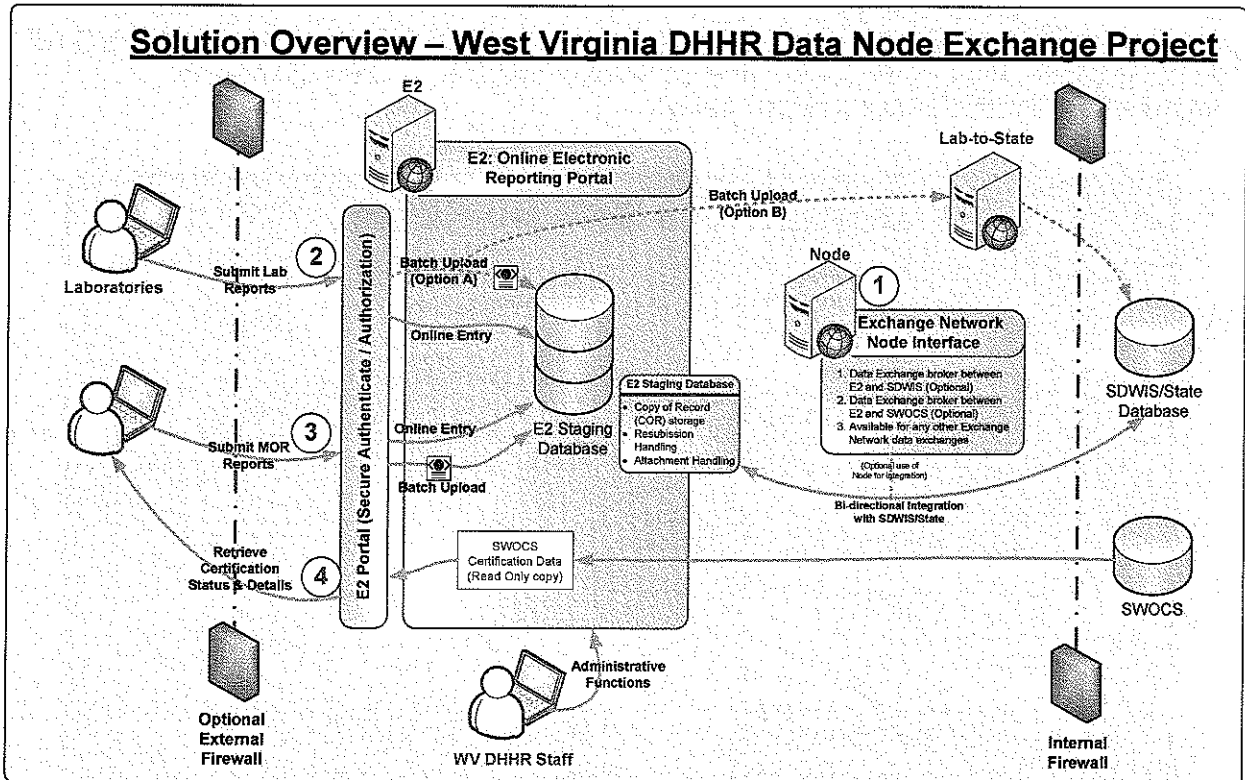 Solution Overview – West Virginia DHHR Data Node Exchange Project
E2
E2: Online Electronic
Reporting Portal
Lab-to-State
Batch Upload
(Option B)
2
Submit Lab
Reports
Laboratories
Batch Upload
(Option A)
Online Entry
Node
1
Exchange Network
Node Interface
1. Data Exchange broker between
E2 and SDWIS (Optional)
2. Data Exchange broker between
E2 and SWOCS (Optional)
3. Available for any other Exchange
Network data exchanges
SDWIS/State
Database
E2 Portal (Secure Authenticate / Authorization)
3
Submit MOR
Reports
Online Entry
Batch Upload
E2 Staging
Database
E2 Staging Database
• Copy of Record
(COR) storage
• Resubission
Handling
• Attachment Handling
(Optional use of
Node for integration)
Bi-directional Integration
with SDWIS/State
Retrieve
Certification
Status & Details
4
SWOCS
Certification Data
(Read Only copy)
SWOCS
Administrative
Functions
WV DHHR Staff
Optional
External
Firewall
Internal
Firewall